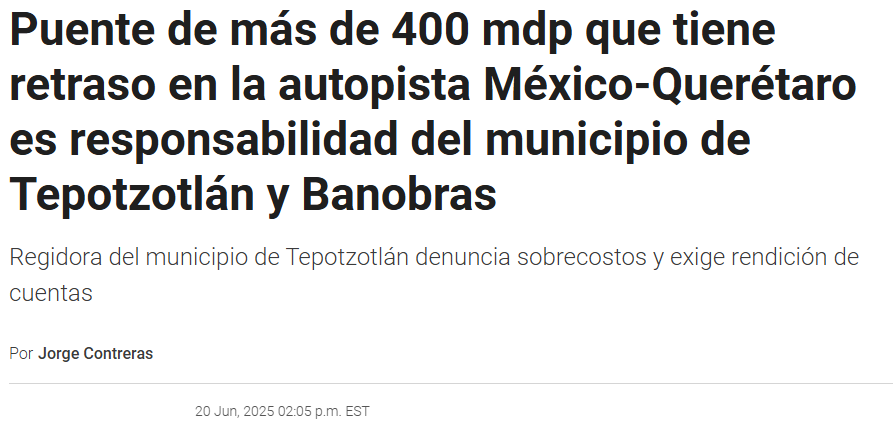 Puente de más de 400 mdp que tiene
retraso en la autopista México-Querétaro
es responsabilidad del municipio de
Tepotzotlán y Banobras
Regidora del municipio de Tepotzotlán denuncia sobrecostos y exige rendición de
cuentas
Por Jorge Contreras
20 Jun, 2025 02:05 p.m. EST